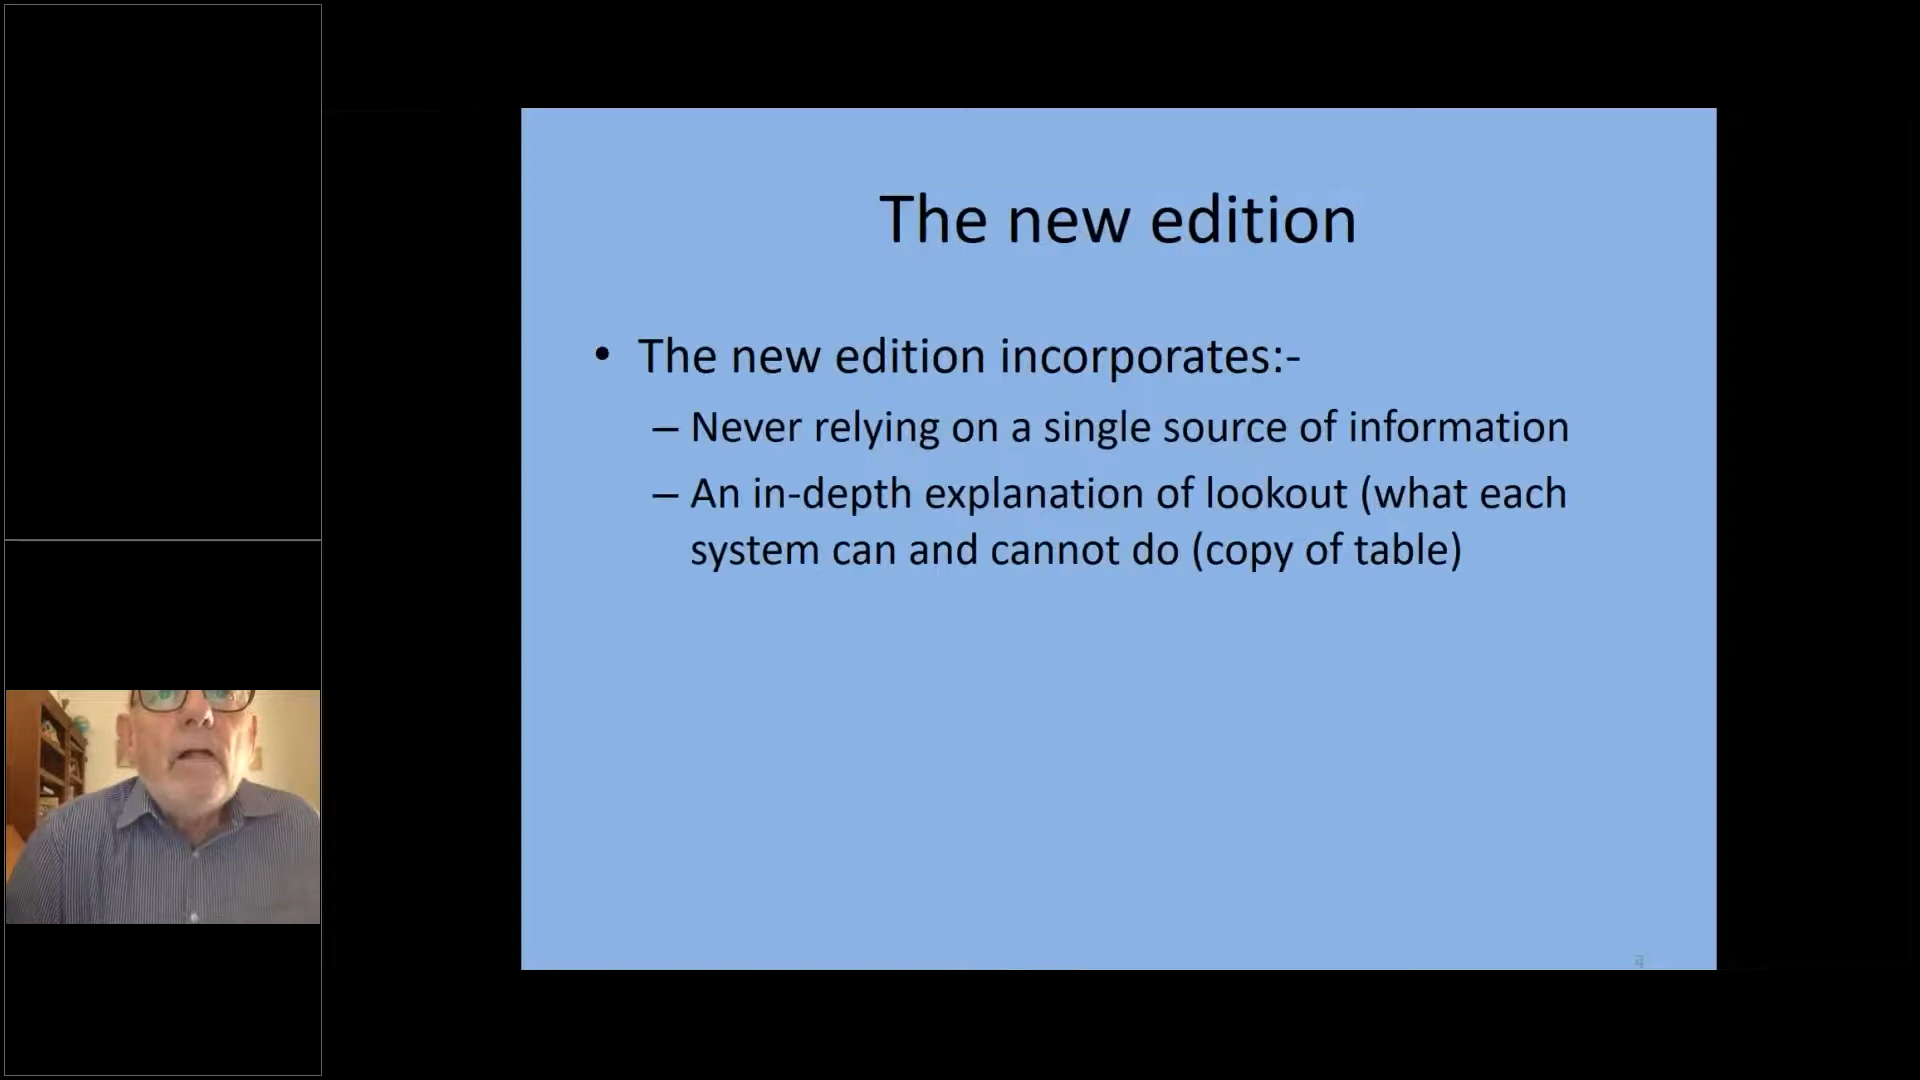 The new edition
• The new edition incorporates:-
– Never relying on a single source of information
– An in-depth explanation of lookout (what each
system can and cannot do (copy of table)